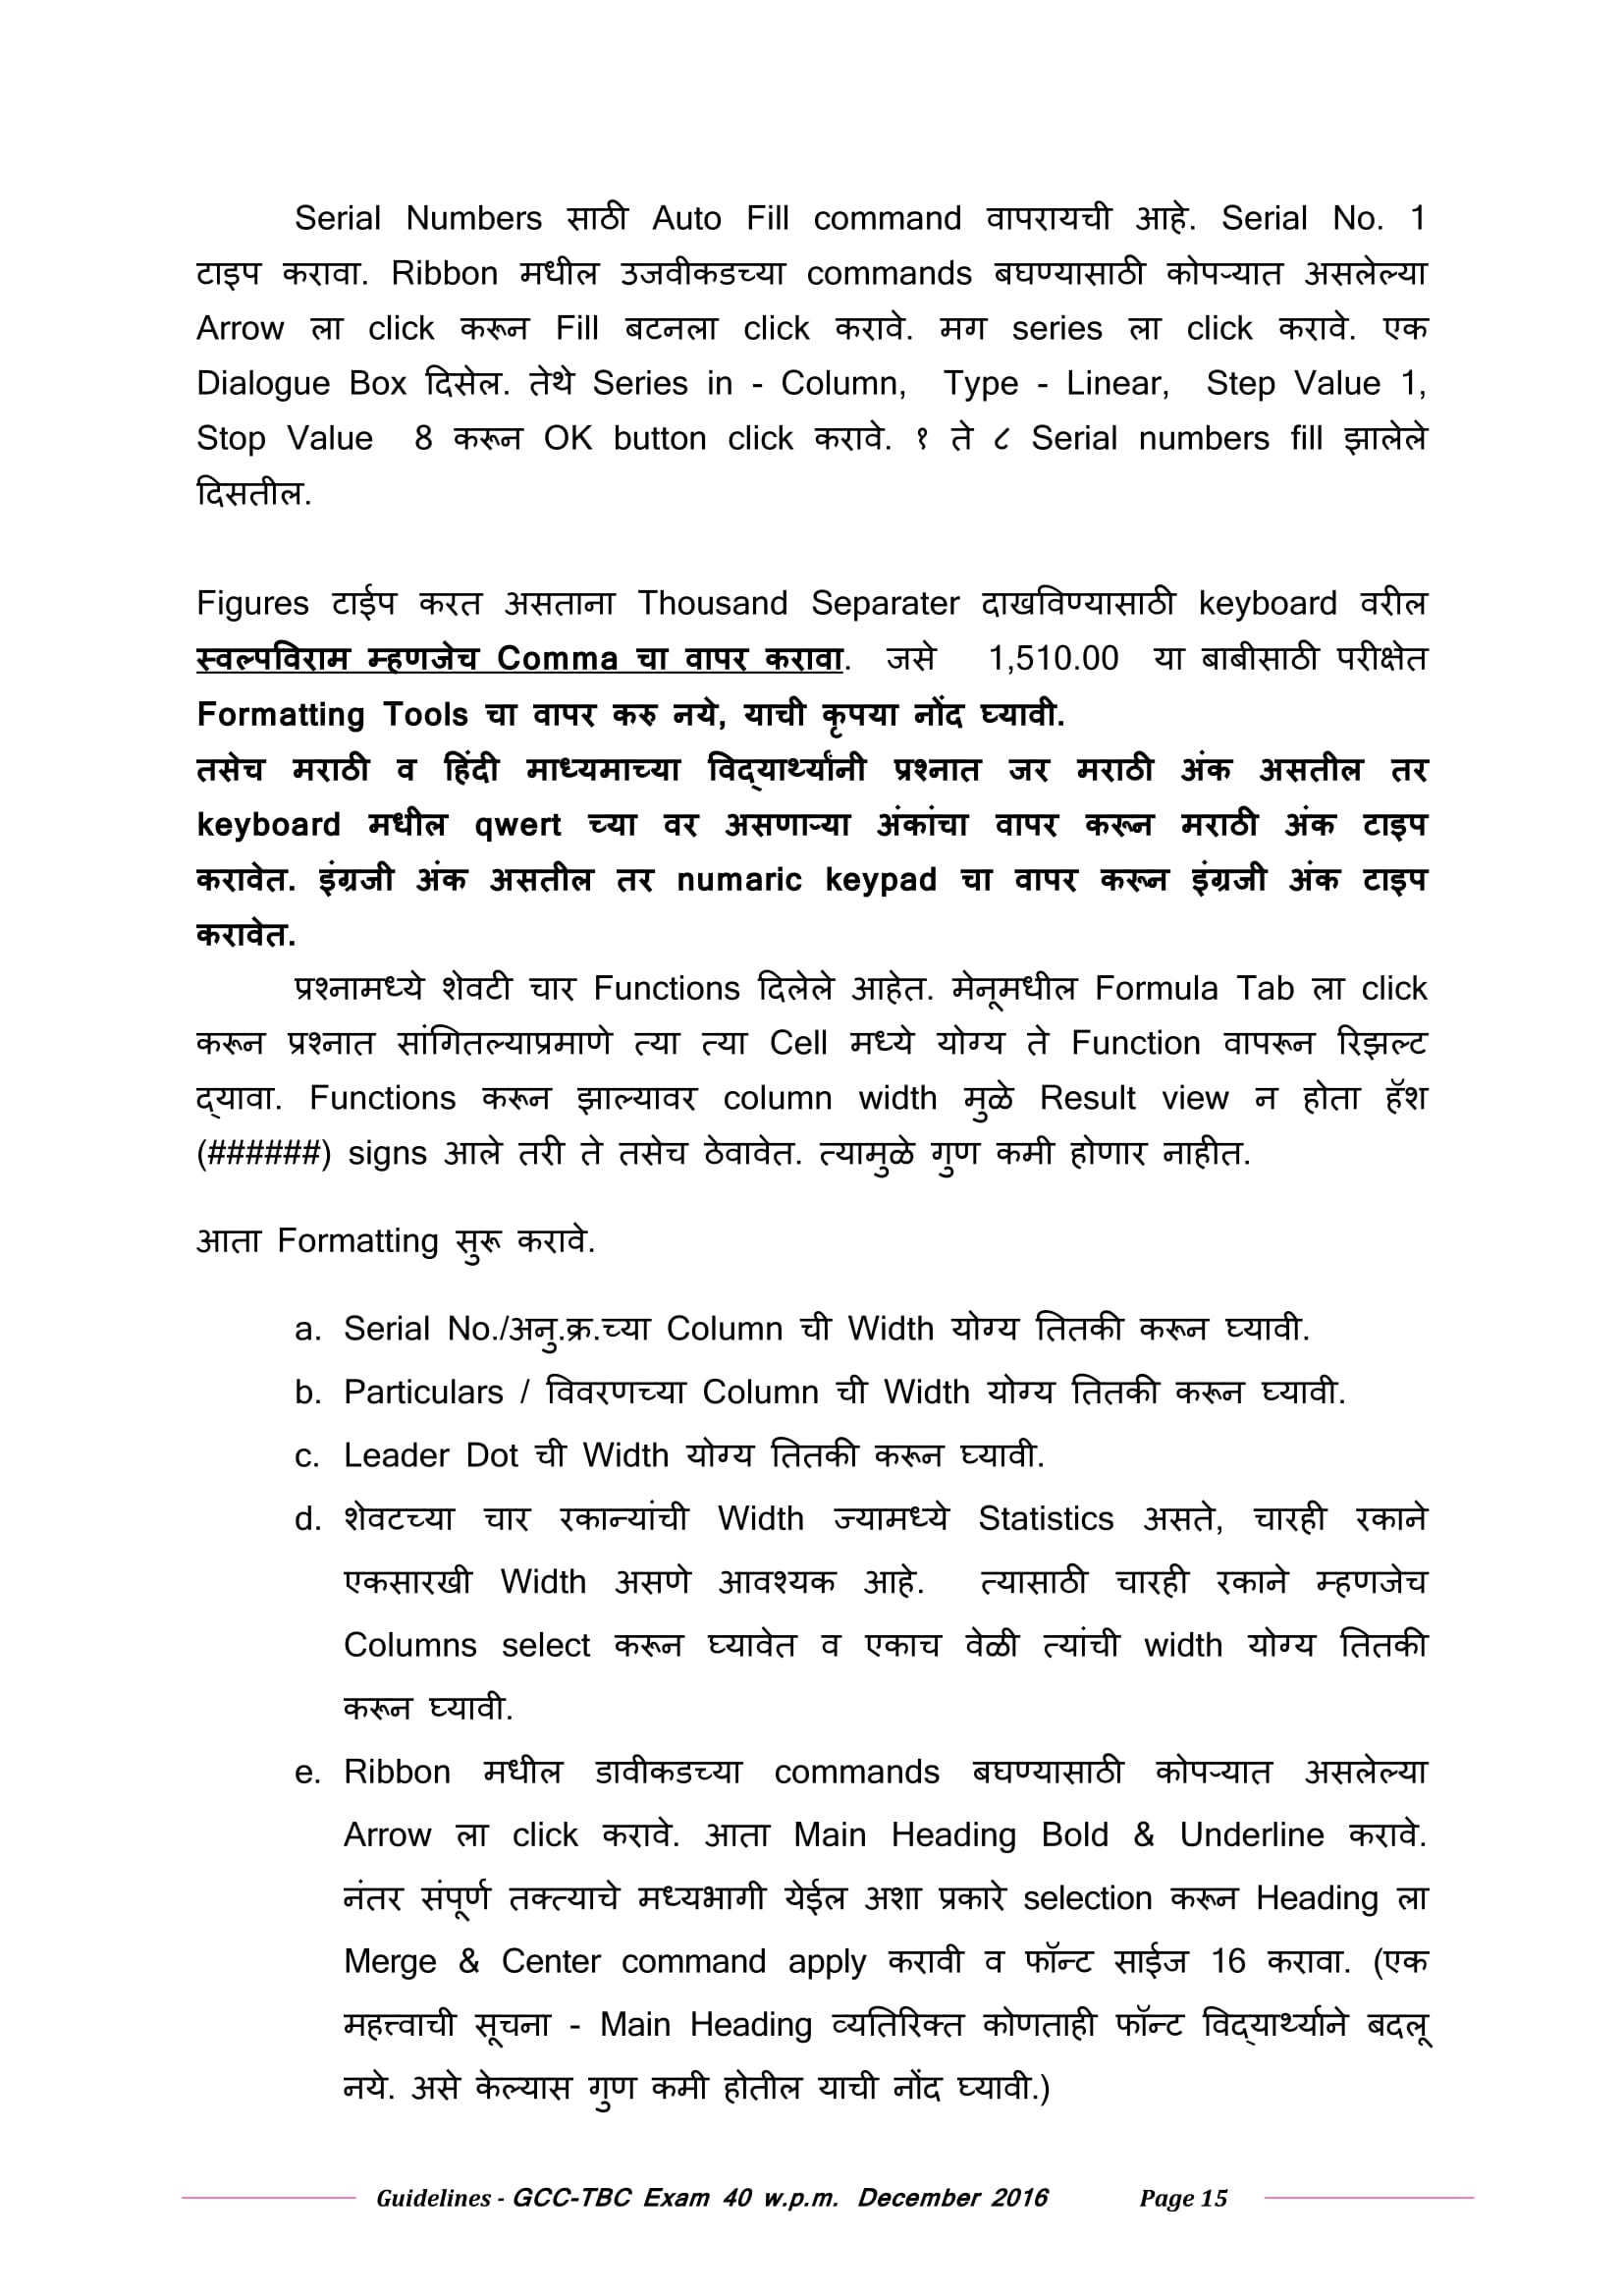 Serial Numbers साठी Auto Fill command वापरायची आहे. Serial No. 1
टाइप करावा. Ribbon मधील उजवीकडच्या commands बघण्यासाठी कोपऱ्यात असलेल्या
Arrow ला click करून Fill बटनला click करावे. मग series ला click करावे. एक
Dialogue Box दिसेल. तेथे Series in - Column, Type - Linear, Step Value 1,
Stop Value 8 करून OK button click करावे. १ ते ८ Serial numbers fill झालेले
दिसतील.
Figures टाईप करत असताना Thousand Separater दाखविण्यासाठी keyboard वरील
स्वल्पविराम म्हणजेच Comma चा वापर करावा. जसे 1,510.00 या बाबीसाठी परीक्षेत
Formatting Tools चा वापर करु नये, याची कृपया नोंद घ्यावी.
तसेच मराठी व हिंदी माध्यमाच्या विद्यार्थ्यांनी प्रश्नात जर मराठी अंक असतील तर
keyboard मधील qwert च्या वर असणाऱ्या अंकांचा वापर करून मराठी अंक टाइप
करावेत. इंग्रजी अंक असतील तर numaric keypad चा वापर करून इंग्रजी अंक टाइप
करावेत.
प्रश्नामध्ये शेवटी चार Functions दिलेले आहेत. मेनूमधील Formula Tab ला click
करून प्रश्नात सांगितल्याप्रमाणे त्या त्या Cell मध्ये योग्य ते Function वापरून रिझल्ट
द्यावा. Functions करून झाल्यावर column width मुळे Result view न होता हॅश
(######) signs आले तरी ते तसेच ठेवावेत. त्यामुळे गुण कमी होणार नाहीत.
आता Formatting सुरू करावे.
a. Serial No./अनु.क्र.च्या Column ची Width योग्य तितकी करून घ्यावी.
b. Particulars / विवरणच्या Column ची Width योग्य तितकी करून घ्यावी.
c. Leader Dot ची Width योग्य तितकी करून घ्यावी.
d. शेवटच्या चार रकान्यांची Width ज्यामध्ये Statistics असते, चारही रकाने
एकसारखी Width असणे आवश्यक आहे. त्यासाठी चारही रकाने म्हणजेच
Columns select करून घ्यावेत व एकाच वेळी त्यांची width योग्य तितकी
करून घ्यावी.
e. Ribbon मधील डावीकडच्या commands बघण्यासाठी कोपऱ्यात असलेल्या
Arrow ला click करावे. आता Main Heading Bold & Underline करावे.
नंतर संपूर्ण तक्त्याचे मध्यभागी येईल अशा प्रकारे selection करून Heading ला
Merge & Center command apply करावी व फॉन्ट साईज 16 करावा. (एक
महत्त्वाची सूचना - Main Heading व्यतिरिक्त कोणताही फॉन्ट विद्यार्थ्याने बदलू
नये. असे केल्यास गुण कमी होतील याची नोंद घ्यावी.)
Guidelines - GCC-TBC Exam 40 w.p.m. December 2016 Page 15